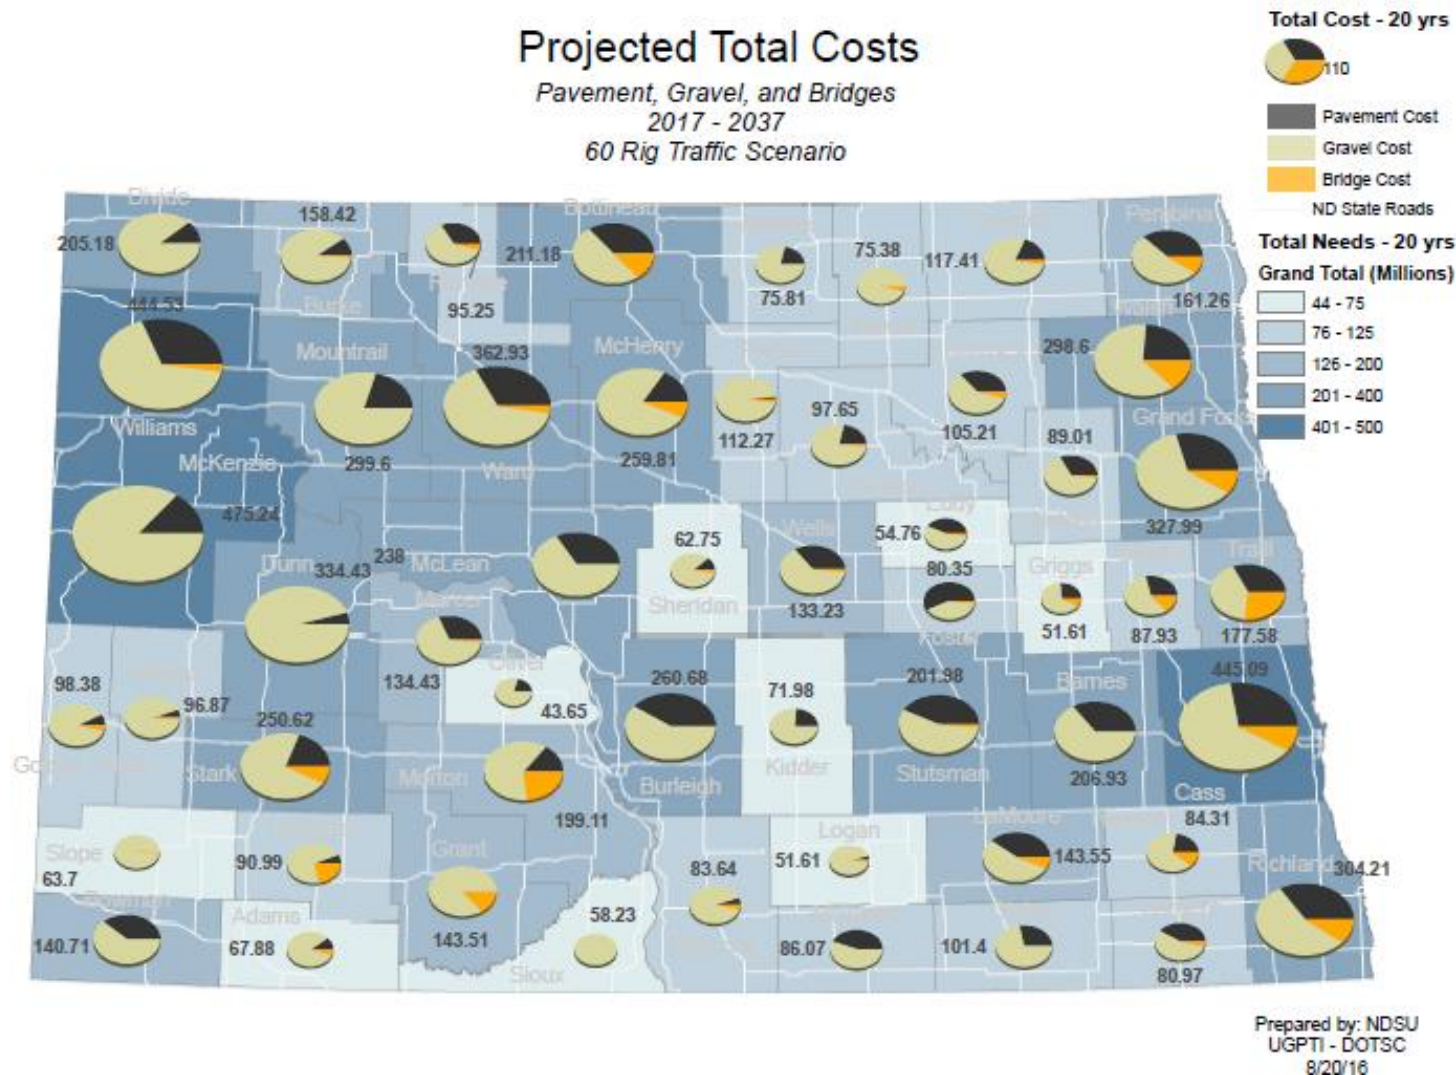 Projected Total Costs
Pavement, Gravel, and Bridges
2017 - 2037
60 Rig Traffic Scenario
Total Cost - 20 yrs
110
Pavement Cost
Gravel Cost
Bridge Cost
ND State Roads
Total Needs - 20 yrs
Grand Total (Millions)
44 - 75
76 - 125
126 - 200
201 - 400
401 - 500
Divide
205.18
158.42
Burke
95.25
Bottineau
211.18
75.81
75.38
117.41
Pembina
161.26
444.53
Williams
Mountrail
299.6
362.93
Ward
McHenry
259.81
112.27
97.65
105.21
298.6
89.01
Grand Forks
327.99
McKenzie
475.24
Dunn
334.43
238
McLean
Mercer
134.43
62.75
Sheridan
Wells
133.23
Eddy
54.76
80.35
Foster
Griggs
51.61
87.93
Traill
177.58
98.38
96.87
250.62
Stark
Oliver
43.65
Morton
199.11
260.68
Burleigh
71.98
Kidder
201.98
Stutsman
Barnes
206.93
445.09
Cass
Slope
63.7
90.99
Grant
143.51
83.64
Logan
51.61
LaMoure
143.55
84.31
Richland
304.21
Bowman
140.71
Adams
67.88
58.23
Sioux
86.07
101.4
80.97
Prepared by: NDSU
UGPTI - DOTSC
8/20/16